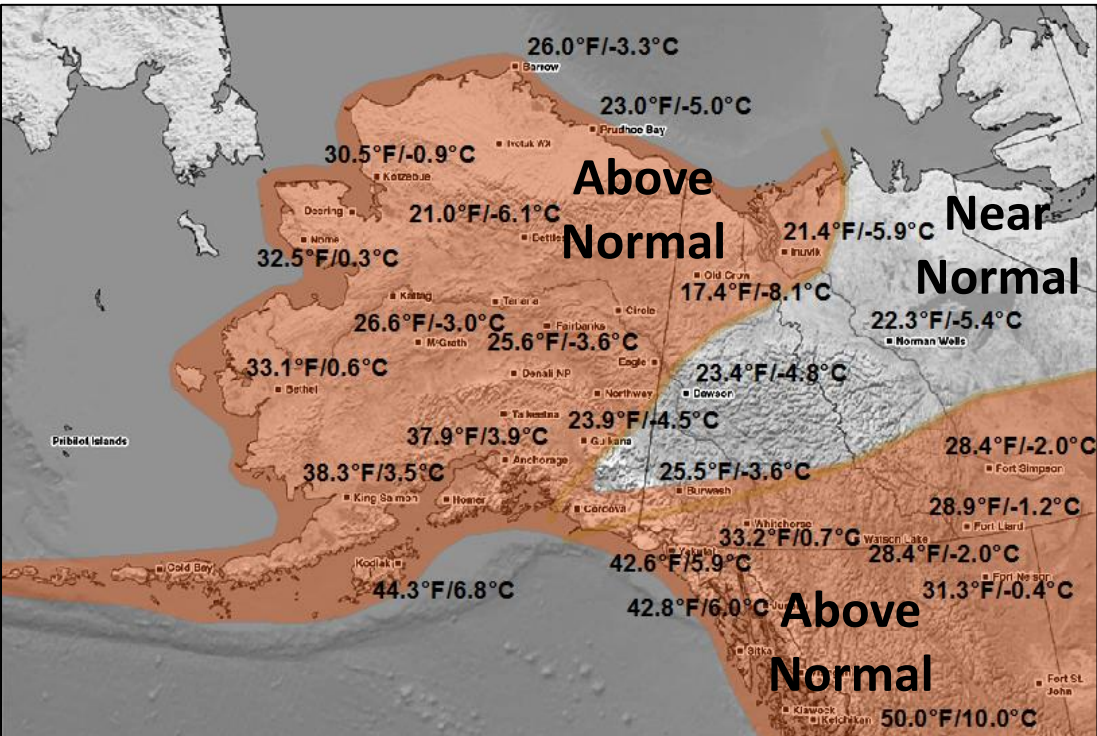 26.0°F/-3.3°C
Barrow
23.0°F/-5.0°C
Prudhoe Bay
30.5°F/-0.9°C
Kotzebue
Above
Normal
Near
Normal
Deering
21.0°F/-6.1°C
Bettles
21.4°F/-5.9°C
Inuvik
Nome
32.5°F/0.3°C
Old Crow
17.4°F/-8.1°C
Kaltag
Tanana
Circle
26.6°F/-3.0°C
Fairbanks
22.3°F/-5.4°C
McGrath
25.6°F/-3.6°C
Norman Wells
Eagle
33.1°F/0.6°C
Denali NP
23.4°F/-4.8°C
Bethel
Northway
Dawson
Talkeetna
23.9°F/-4.5°C
Pribilof Islands
37.9°F/3.9°C
Gulkana
28.4°F/-2.0°C
Anchorage
Fort Simpson
38.3°F/3.5°C
25.5°F/-3.6°C
King Salmon
Homer
Burwash
Cordova
28.9°F/-1.2°C
Whitehorse
Fort Liard
33.2°F/0.7°C
Watson Lake
Yakutat
28.4°F/-2.0°C
Cold Bay
Kodiak
42.6°F/5.9°C
Fort Nelson
44.3°F/6.8°C
31.3°F/-0.4°C
42.8°F/6.0°C
Above
Normal
Sitka
Fort St.
John
Klawock
Ketchikan
50.0°F/10.0°C